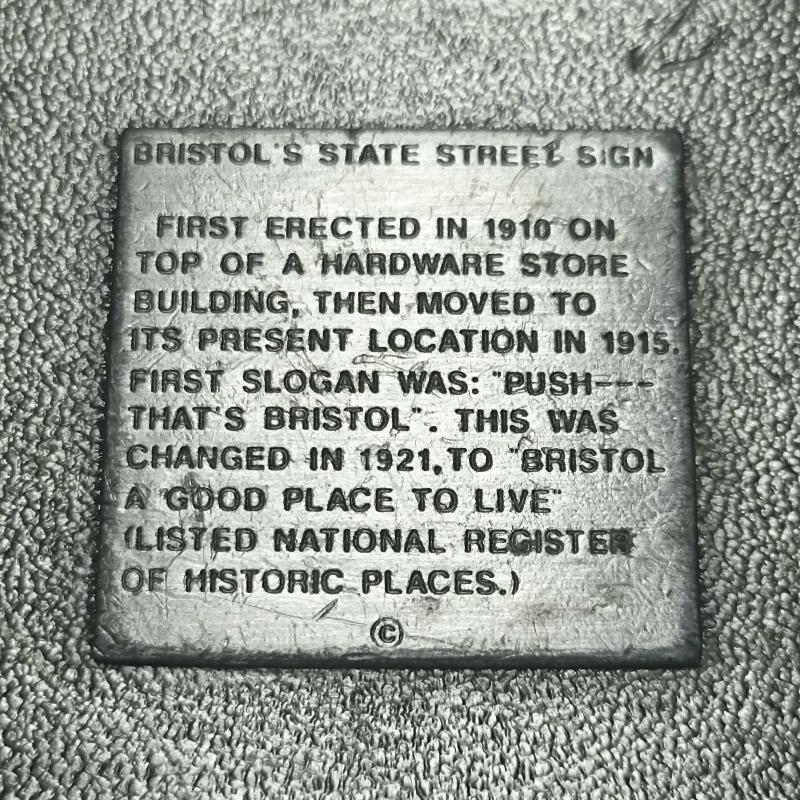 BRISTOL'S STATE STREET SIGN
FIRST ERECTED IN 1910 ON
TOP OF A HARDWARE STORE
BUILDING, THEN MOVED TO
ITS PRESENT LOCATION IN 1915.
FIRST SLOGAN WAS: "PUSH---
THAT'S BRISTOL". THIS WAS
CHANGED IN 1921, TO "BRISTOL
A GOOD PLACE TO LIVE"
(LISTED NATIONAL REGISTER
OF HISTORIC PLACES.)
©